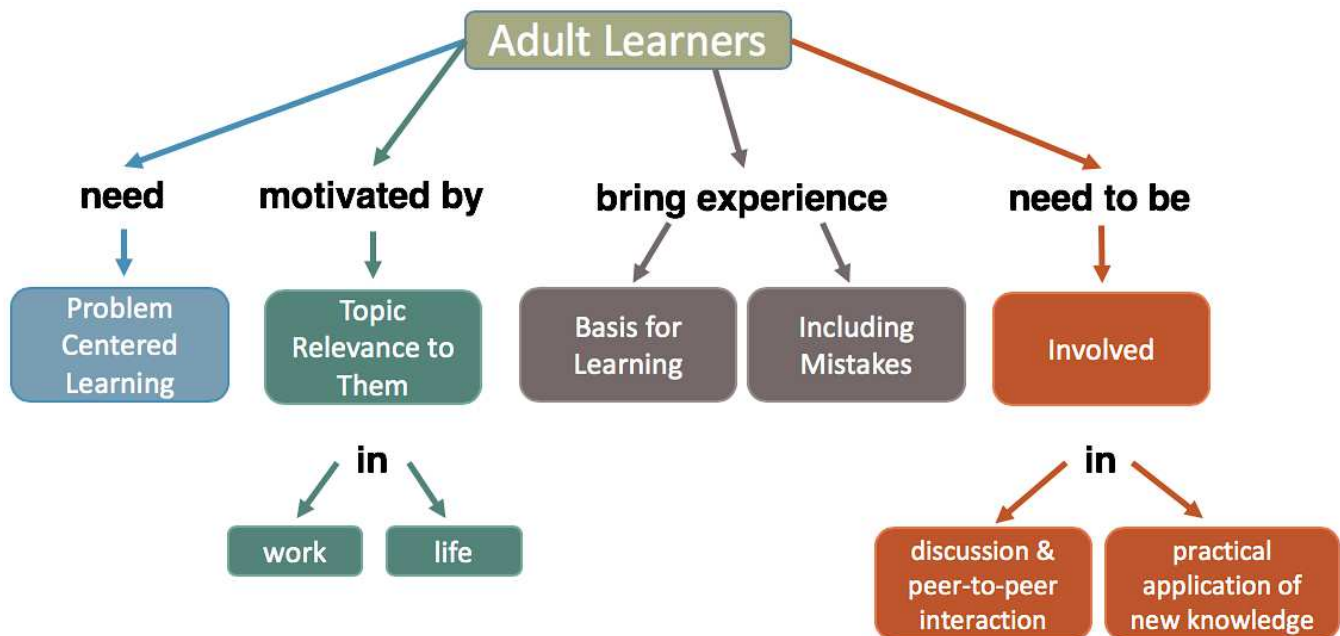 Adult Learners
need
motivated by
bring experience
need to be
Problem
Centered
Learning
Topic
Relevance to
Them
Basis for
Learning
Including
Mistakes
Involved
in
work
life
in
discussion &
peer-to-peer
interaction
practical
application of
new knowledge